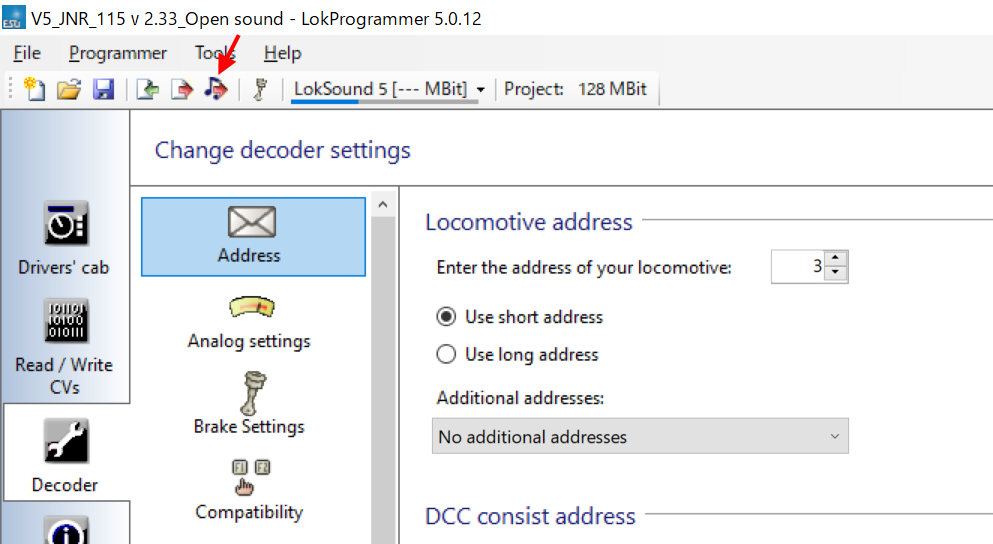 ESU V5_JNR_115 v 2.33_Open sound - LokProgrammer 5.0.12
File Programmer Tools Help
LokSound 5 [--- MBit] Project: 128 MBit
Change decoder settings
Drivers' cab
Read / Write
CVs
Decoder
Address
Analog settings
Brake Settings
F1 F2
Compatibility
Locomotive address
Enter the address of your locomotive: 3
Use short address
Use long address
Additional addresses:
No additional addresses
DCC consist address